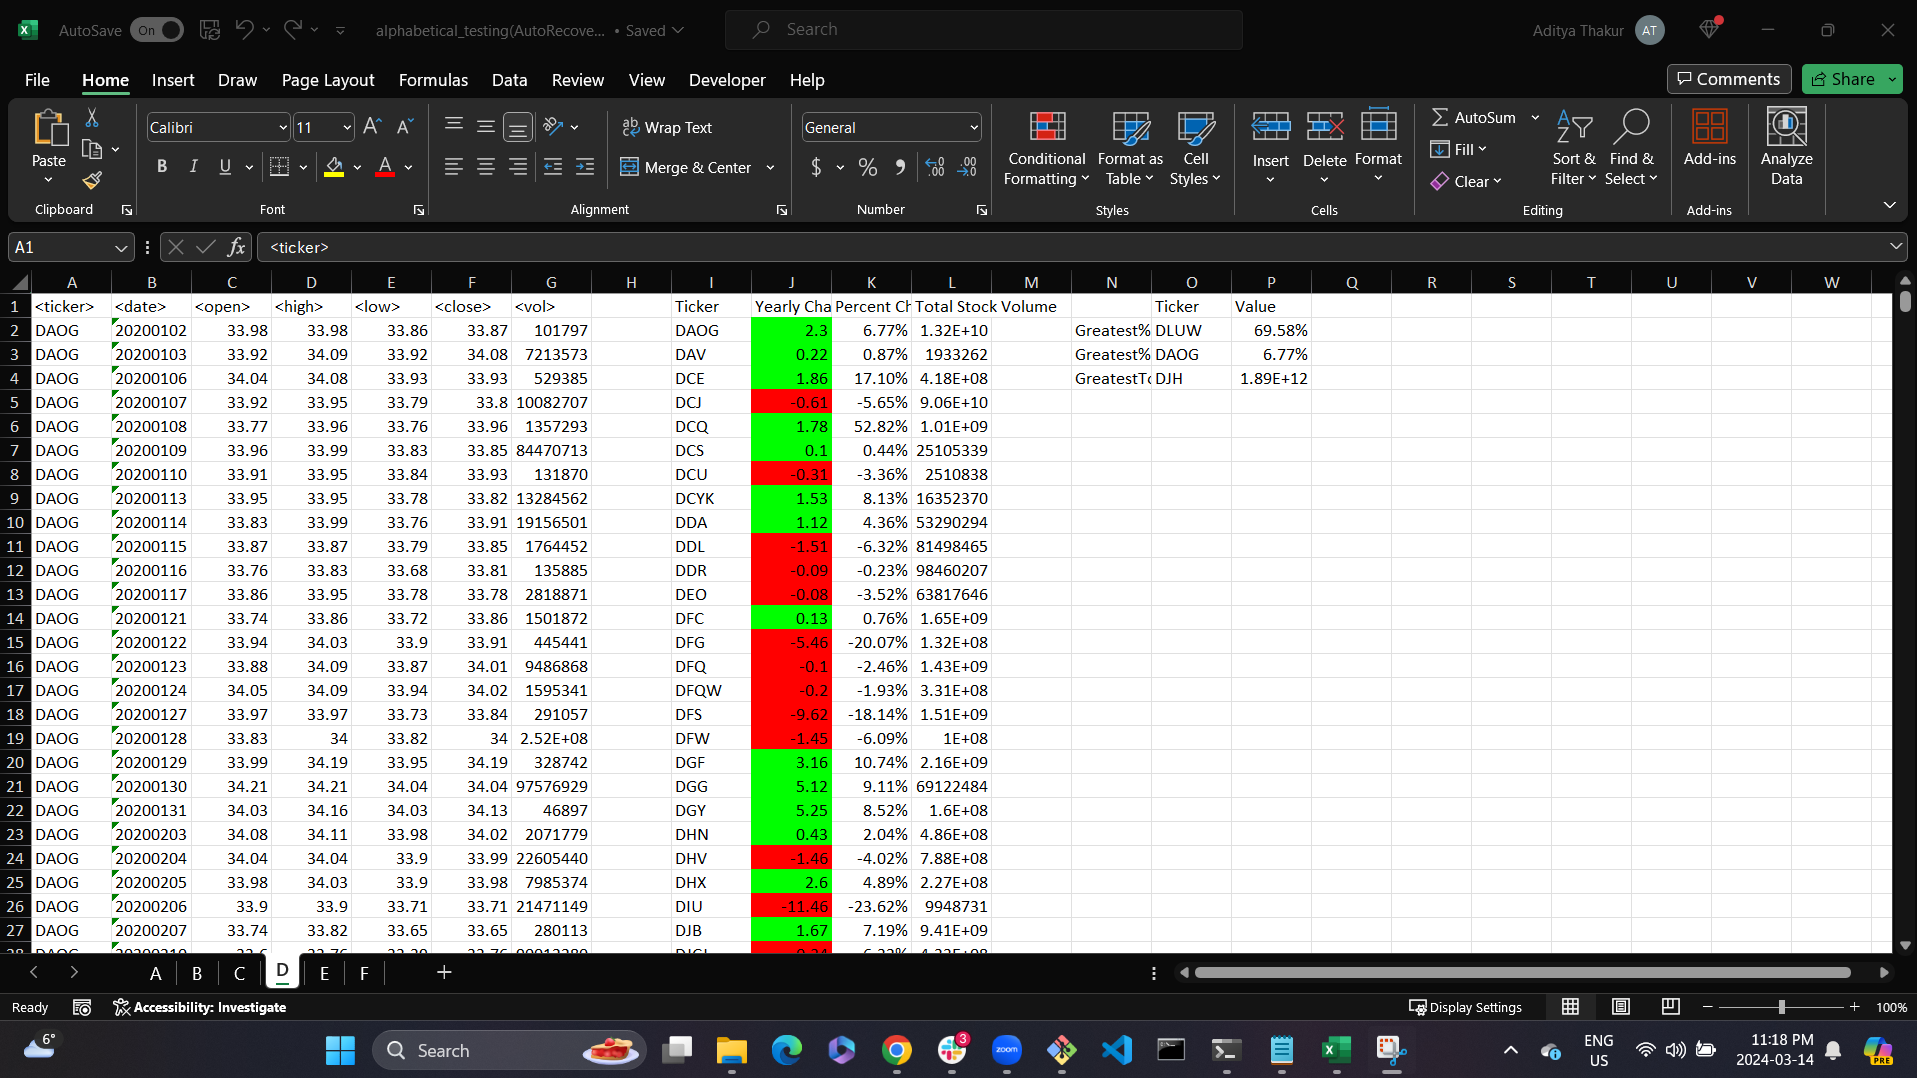 AutoSave On alphabetical_testing(AutoRecove... • Saved Search Aditya Thakur AT
File Home Insert Draw Page Layout Formulas Data Review View Developer Help Comments Share
Paste Calibri 11 Wrap Text Merge & Center General Conditional Formatting Format as Table Cell Styles Insert Delete Format AutoSum Fill Clear Sort & Filter Find & Select Add-ins Analyze Data
Clipboard Font Alignment Number Styles Cells Editing Add-ins
A1 fx <ticker>
A B C D E F G H I J K L M N O P Q R S T U V W
1 <ticker> <date> <open> <high> <low> <close> <vol> Ticker Yearly Cha Percent Ch Total Stock Volume Ticker Value
2 DAOG 20200102 33.98 33.98 33.86 33.87 101797 DAOG 2.3 6.77% 1.32E+10 Greatest% DLUW 69.58%
3 DAOG 20200103 33.92 34.09 33.92 34.08 7213573 DAV 0.22 0.87% 1933262 Greatest% DAOG 6.77%
4 DAOG 20200106 34.04 34.08 33.93 33.93 529385 DCE 1.86 17.10% 4.18E+08 GreatestTo DJH 1.89E+12
5 DAOG 20200107 33.92 33.95 33.79 33.8 10082707 DCJ -0.61 -5.65% 9.06E+10
6 DAOG 20200108 33.77 33.96 33.76 33.96 1357293 DCQ 1.78 52.82% 1.01E+09
7 DAOG 20200109 33.96 33.99 33.83 33.85 84470713 DCS 0.1 0.44% 25105339
8 DAOG 20200110 33.91 33.95 33.84 33.93 131870 DCU -0.31 -3.36% 2510838
9 DAOG 20200113 33.95 33.95 33.78 33.82 13284562 DCYK 1.53 8.13% 16352370
10 DAOG 20200114 33.83 33.99 33.76 33.91 19156501 DDA 1.12 4.36% 53290294
11 DAOG 20200115 33.87 33.87 33.79 33.85 1764452 DDL -1.51 -6.32% 81498465
12 DAOG 20200116 33.76 33.83 33.68 33.81 135885 DDR -0.09 -0.23% 98460207
13 DAOG 20200117 33.86 33.95 33.78 33.78 2818871 DEO -0.08 -3.52% 63817646
14 DAOG 20200121 33.74 33.86 33.72 33.86 1501872 DFC 0.13 0.76% 1.65E+09
15 DAOG 20200122 33.94 34.03 33.9 33.91 445441 DFG -5.46 -20.07% 1.32E+08
16 DAOG 20200123 33.88 34.09 33.87 34.01 9486868 DFQ -0.1 -2.46% 1.43E+09
17 DAOG 20200124 34.05 34.09 33.94 34.02 1595341 DFQW -0.2 -1.93% 3.31E+08
18 DAOG 20200127 33.97 33.97 33.73 33.84 291057 DFS -9.62 -18.14% 1.51E+09
19 DAOG 20200128 33.83 34 33.82 34 2.52E+08 DFW -1.45 -6.09% 1E+08
20 DAOG 20200129 33.99 34.19 33.95 34.19 328742 DGF 3.16 10.74% 2.16E+09
21 DAOG 20200130 34.21 34.21 34.04 34.04 97576929 DGG 5.12 9.11% 69122484
22 DAOG 20200131 34.03 34.16 34.03 34.13 46897 DGY 5.25 8.52% 1.6E+08
23 DAOG 20200203 34.08 34.11 33.98 34.02 2071779 DHN 0.43 2.04% 4.86E+08
24 DAOG 20200204 34.04 34.04 33.9 33.99 22605440 DHV -1.46 -4.02% 7.88E+08
25 DAOG 20200205 33.98 34.03 33.9 33.98 7985374 DHX 2.6 4.89% 2.27E+08
26 DAOG 20200206 33.9 33.9 33.71 33.71 21471149 DIU -11.46 -23.62% 9948731
27 DAOG 20200207 33.74 33.82 33.65 33.65 280113 DJB 1.67 7.19% 9.41E+09
A B C D E F
Ready Accessibility: Investigate Display Settings 100%
6° Search 3 zoom ENG US 11:18 PM 2024-03-14 PRE